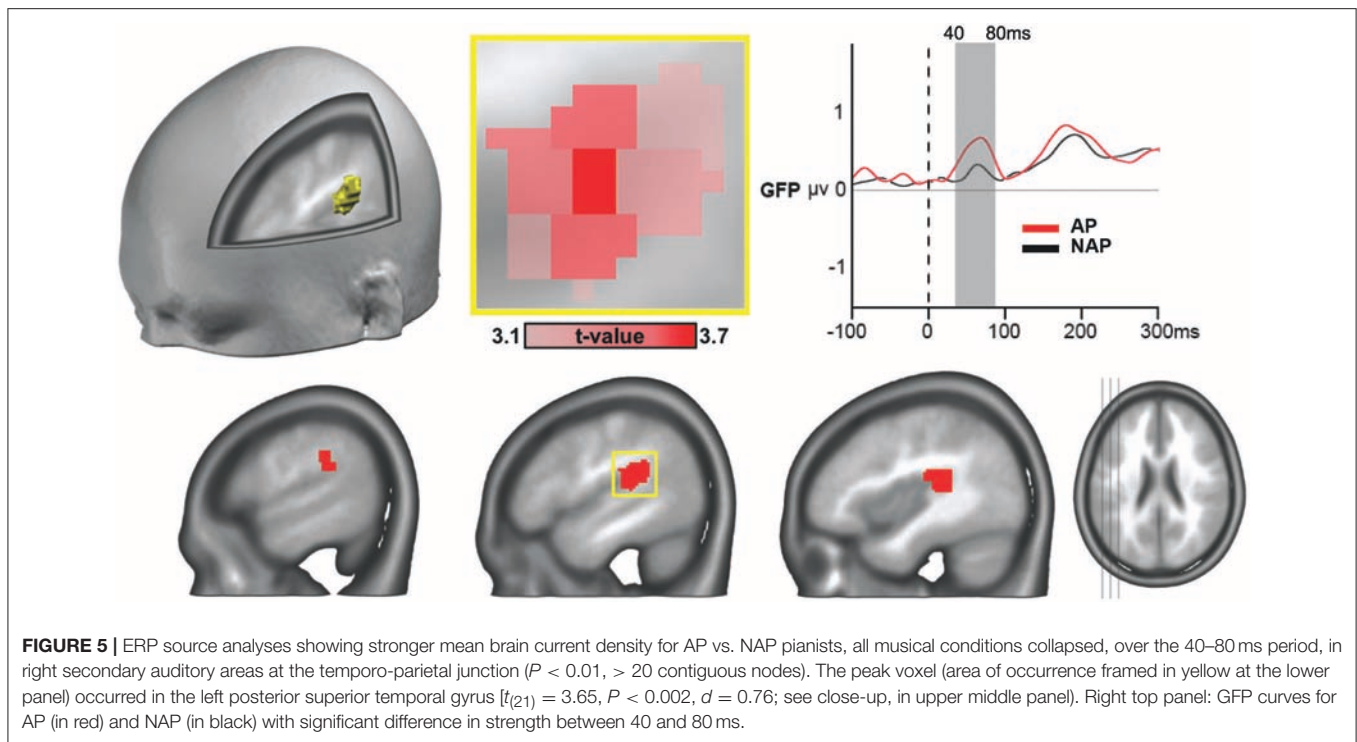 40 80ms
1
GFP μv 0
AP
NAP
-1
3.1 t-value 3.7
-100 0 100 200 300ms
FIGURE 5 | ERP source analyses showing stronger mean brain current density for AP vs. NAP pianists, all musical conditions collapsed, over the 40–80 ms period, in
right secondary auditory areas at the temporo-parietal junction (P < 0.01, > 20 contiguous nodes). The peak voxel (area of occurrence framed in yellow at the lower
panel) occurred in the left posterior superior temporal gyrus [t(21) = 3.65, P < 0.002, d = 0.76; see close-up, in upper middle panel). Right top panel: GFP curves for
AP (in red) and NAP (in black) with significant difference in strength between 40 and 80 ms.